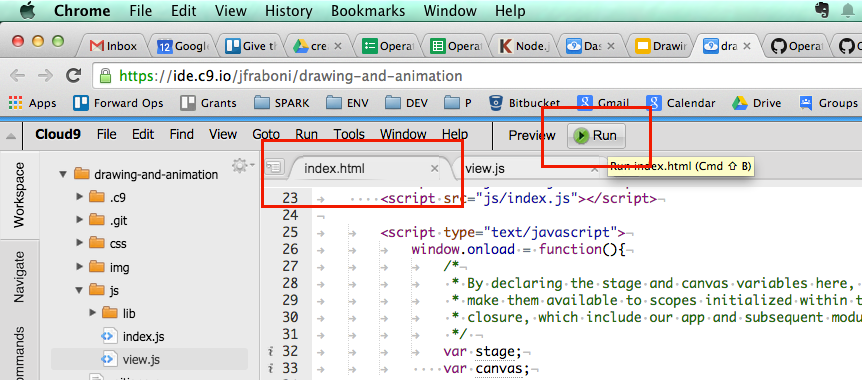 Chrome File Edit View History Bookmarks Window Help
Inbox Google Give th cre Operat Operat Node.j Das Drawin dra Operat Operat
https://ide.c9.io/jfraboni/drawing-and-animation
Apps Forward Ops Grants SPARK ENV DEV P Bitbucket Gmail Calendar Drive Groups
Cloud9 File Edit Find View Goto Run Tools Window Help Preview Run
Run index.html (Cmd ⇧ B)
Workspace
Navigate
drawing-and-animation
.c9
.git
css
img
js
lib
index.js
view.js
index.html view.js
23 <script src="js/index.js"></script>
24
25 <script type="text/javascript">
26 window.onload = function(){
27 /*
28 * By declaring the stage and canvas variables here,
29 * make them available to scopes initialized within t
30 * closure, which include our app and subsequent modu
31 */
32 var stage;
33 var canvas;